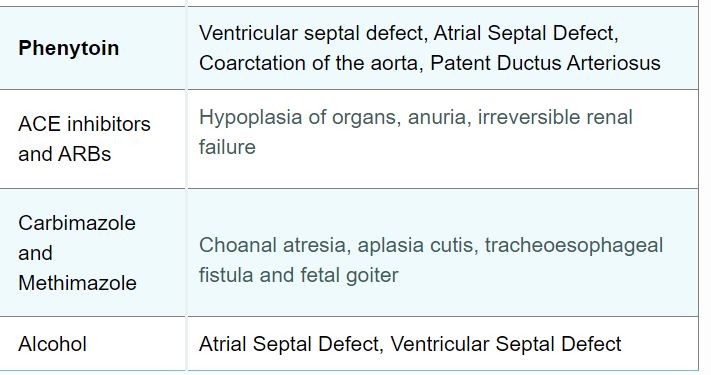 Phenytoin
Ventricular septal defect, Atrial Septal Defect,
Coarctation of the aorta, Patent Ductus Arteriosus
ACE inhibitors
and ARBs
Hypoplasia of organs, anuria, irreversible renal
failure
Carbimazole
and
Methimazole
Choanal atresia, aplasia cutis, tracheoesophageal
fistula and fetal goiter
Alcohol
Atrial Septal Defect, Ventricular Septal Defect